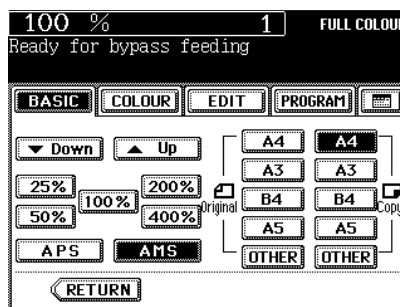 100 % 1 FULL COLOUR
Ready for bypass feeding
BASIC COLOUR EDIT PROGRAM
Down Up
25% 100% 200%
50% 400%
APS AMS
RETURN
Original
A4 A4
A3 A3
B4 B4
A5 A5
OTHER OTHER
Copy